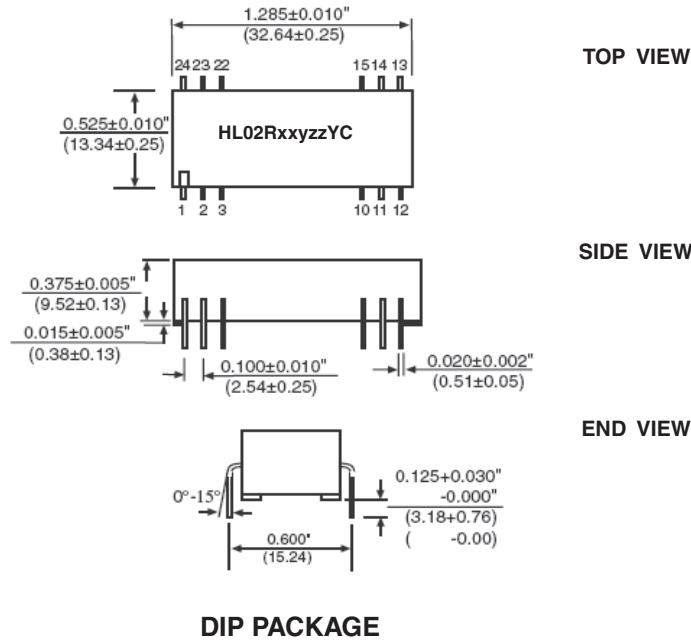 1.285±0.010"
(32.64±0.25)
TOP VIEW
24 23 22 15 14 13
0.525±0.010"
(13.34±0.25)
HL02RxxyzzYC
1 2 3 10 11 12
SIDE VIEW
0.375±0.005"
(9.52±0.13)
0.015±0.005"
(0.38±0.13)
0.100±0.010"
(2.54±0.25)
0.020±0.002"
(0.51±0.05)
END VIEW
0.125+0.030"
-0.000"
(3.18+0.76)
( -0.00)
0°-15°
0.600"
(15.24)
DIP PACKAGE